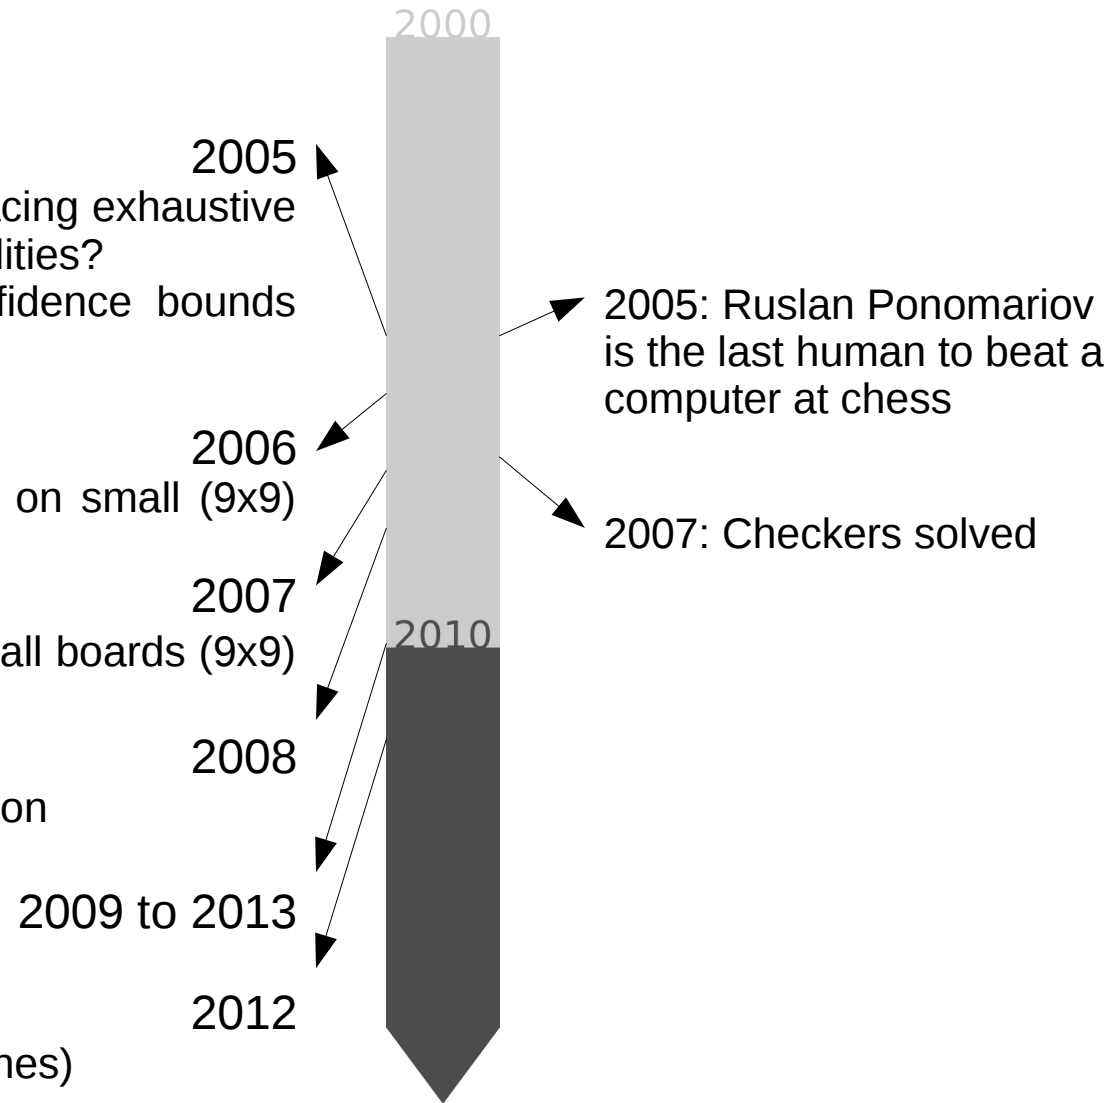 2000
2005
cing exhaustive
lities?
fidence bounds
2005: Ruslan Ponomariov
is the last human to beat a
computer at chess
2006
on small (9x9)
2007: Checkers solved
2007
all boards (9x9)
2010
2008
on
2009 to 2013
2012
nes)